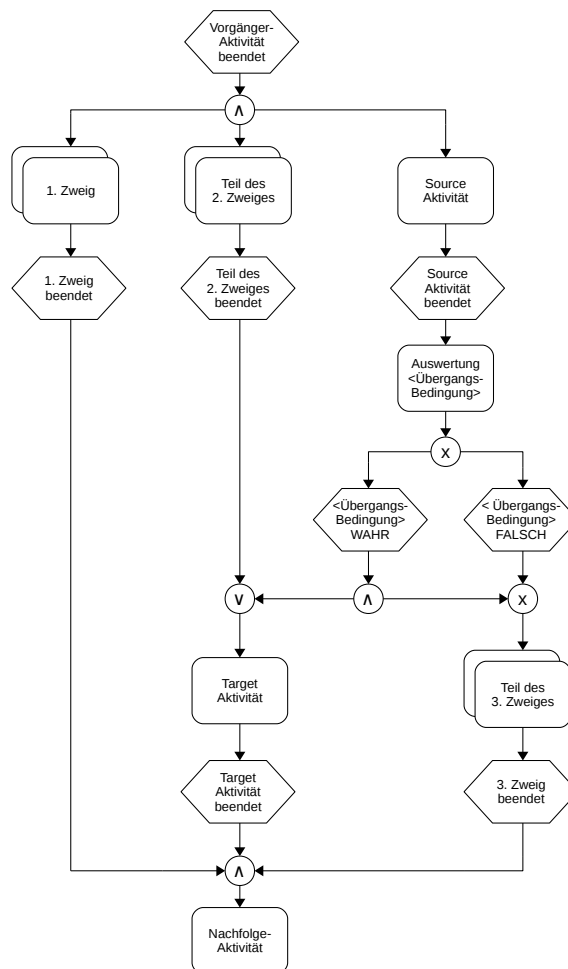 Vorgänger-
Aktivität
beendet
∧
1. Zweig
Teil des
2. Zweiges
Source
Aktivität
1. Zweig
beendet
Teil des
2. Zweiges
beendet
Source
Aktivität
beendet
Auswertung
<Übergangs-
Bedingung>
x
<Übergangs-
Bedingung>
WAHR
< Übergangs-
Bedingung>
FALSCH
∨
∧
x
Target
Aktivität
Teil des
3. Zweiges
Target
Aktivität
beendet
3. Zweig
beendet
∧
Nachfolge-
Aktivität